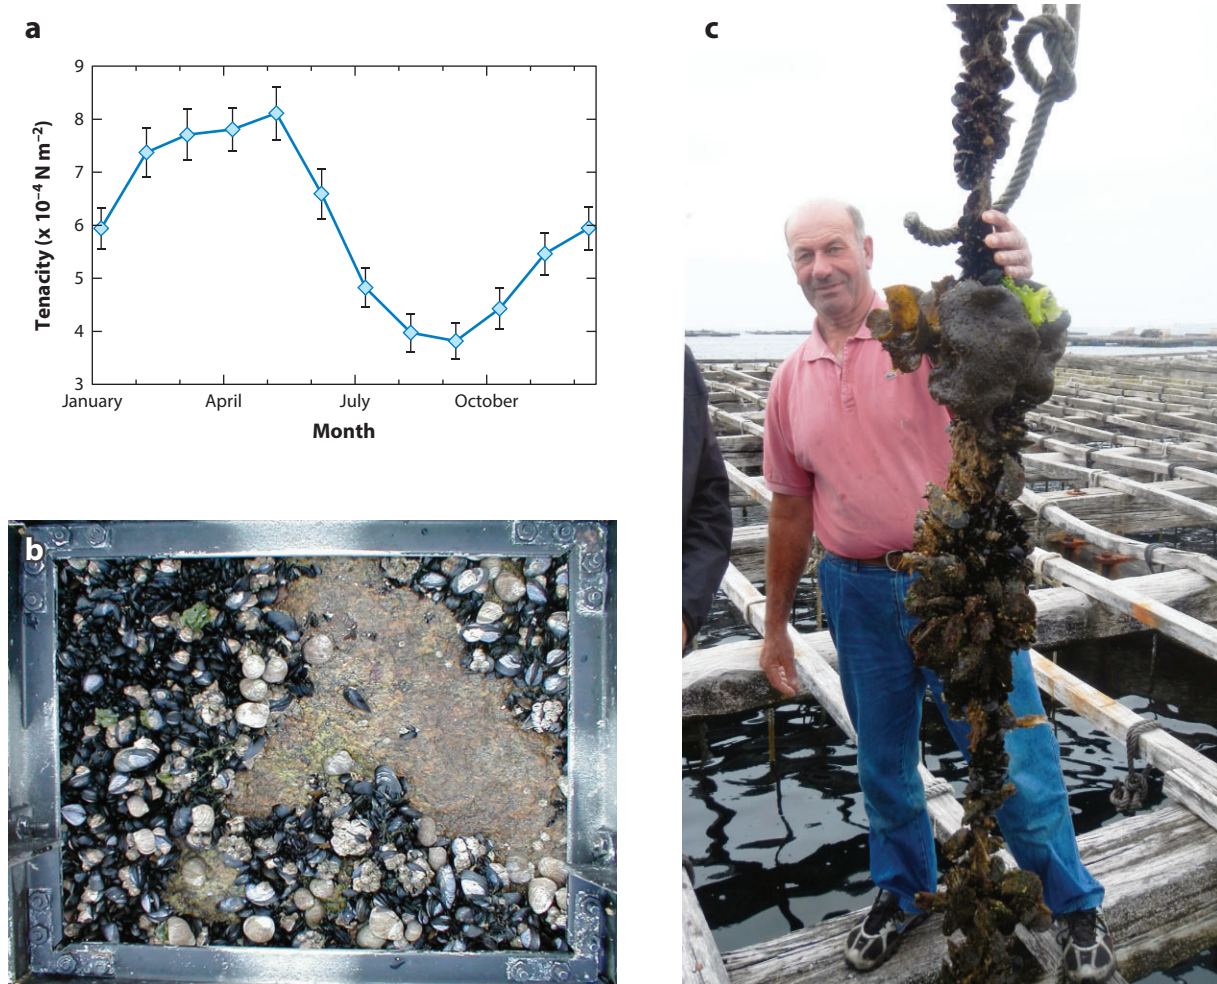 a
9
8
7
6
5
4
3
Tenacity (x 10⁻⁴ N m⁻²)
January
April
July
October
Month
b
c